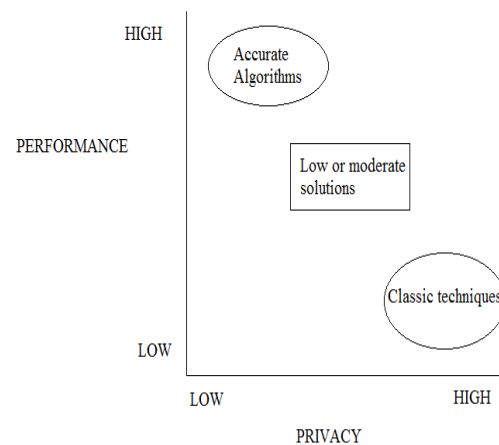 HIGH
Accurate
Algorithms
PERFORMANCE
Low or moderate
solutions
Classic techniques
LOW
LOW
HIGH
PRIVACY